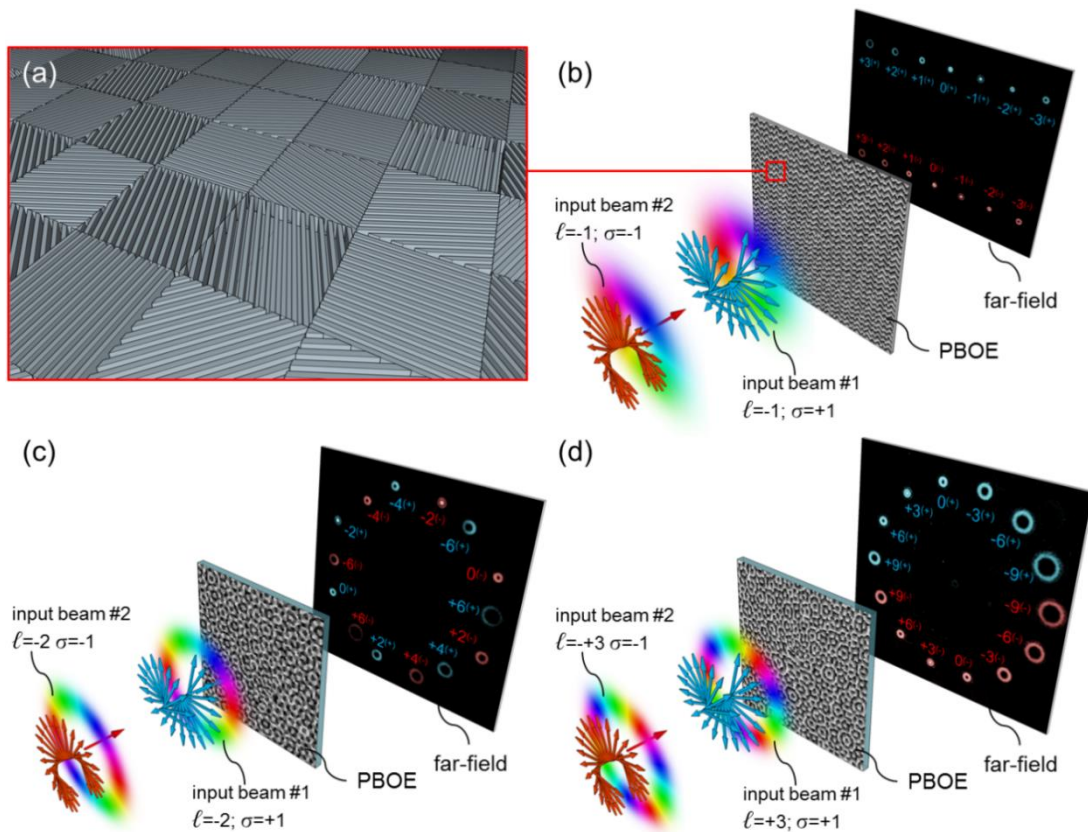 (a)
(b)
+3(+) +2(+) +1(+) 0(+) -1(+) -2(+) -3(+)
+3(-) +2(-) +1(-) 0(-) -1(-) -2(-) -3(-)
input beam #2
ℓ=-1; σ=-1
far-field
PBOE
input beam #1
ℓ=-1; σ=+1
(c)
-4(+)
-4(-) -2(-)
-2(+) -6(+)
-6(-) 0(-)
0(+) +6(+)
+6(-) +2(-)
+2(+) +4(+)
+4(-)
input beam #2
ℓ=-2 σ=-1
far-field
PBOE
input beam #1
ℓ=-2; σ=+1
(d)
0(+) -3(+)
+3(+) -6(+)
+6(+) -9(+)
+9(+)
+9(-) -9(-)
+6(-) -6(-)
+3(-) 0(-) -3(-)
input beam #2
ℓ=-+3 σ=-1
far-field
PBOE
input beam #1
ℓ=+3; σ=+1